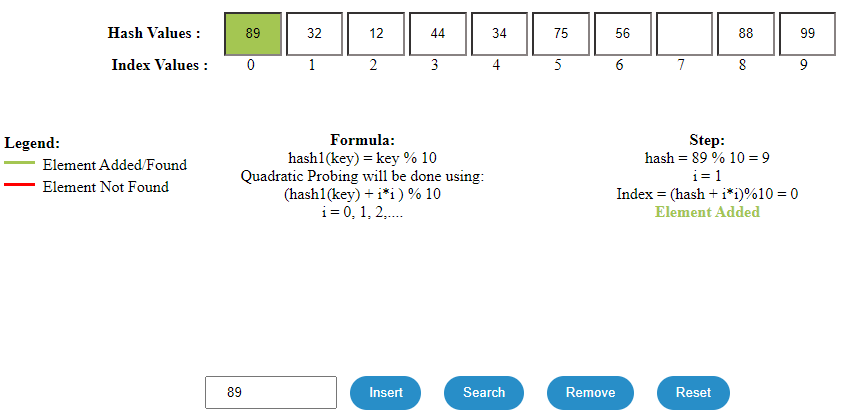 Hash Values : 89 32 12 44 34 75 56 88 99
Index Values : 0 1 2 3 4 5 6 7 8 9
Legend:
Element Added/Found
Element Not Found
Formula:
hash1(key) = key % 10
Quadratic Probing will be done using:
(hash1(key) + i*i ) % 10
i = 0, 1, 2,....
Step:
hash = 89 % 10 = 9
i = 1
Index = (hash + i*i)%10 = 0
Element Added
89 Insert Search Remove Reset